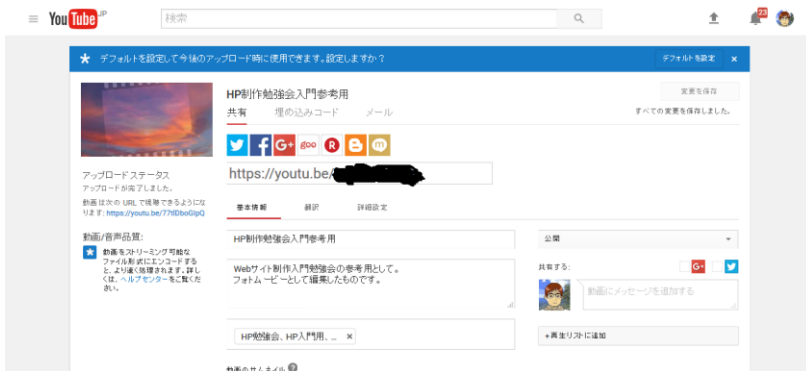 YouTube JP
検索
23
デフォルトを設定して今後のアップロード時に使用できます。設定しますか？
デフォルトを設定 ×
HP制作勉強会入門参考用
変更を保存
共有 埋め込みコード メール
すべての変更を保存しました。
G+ goo R m
https://youtu.be/
アップロード ステータス
アップロードが完了しました。
動画は次の URL で視聴できるようにな
ります: https://youtu.be/77tlDboGlpQ
基本情報 翻訳 詳細設定
動画/音声品質:
動画をストリーミング可能な
ファイル形式にエンコードする
と、より速く処理されます。詳し
くは、ヘルプセンターをご覧くだ
さい。
HP制作勉強会入門参考用
公開
Webサイト制作入門勉強会の参考用として。
フォトムービーとして編集したものです。
共有する:
G+
動画にメッセージを追加する
HP勉強会、HP入門用、... ×
+再生リストに追加
動画のサムネイル ?